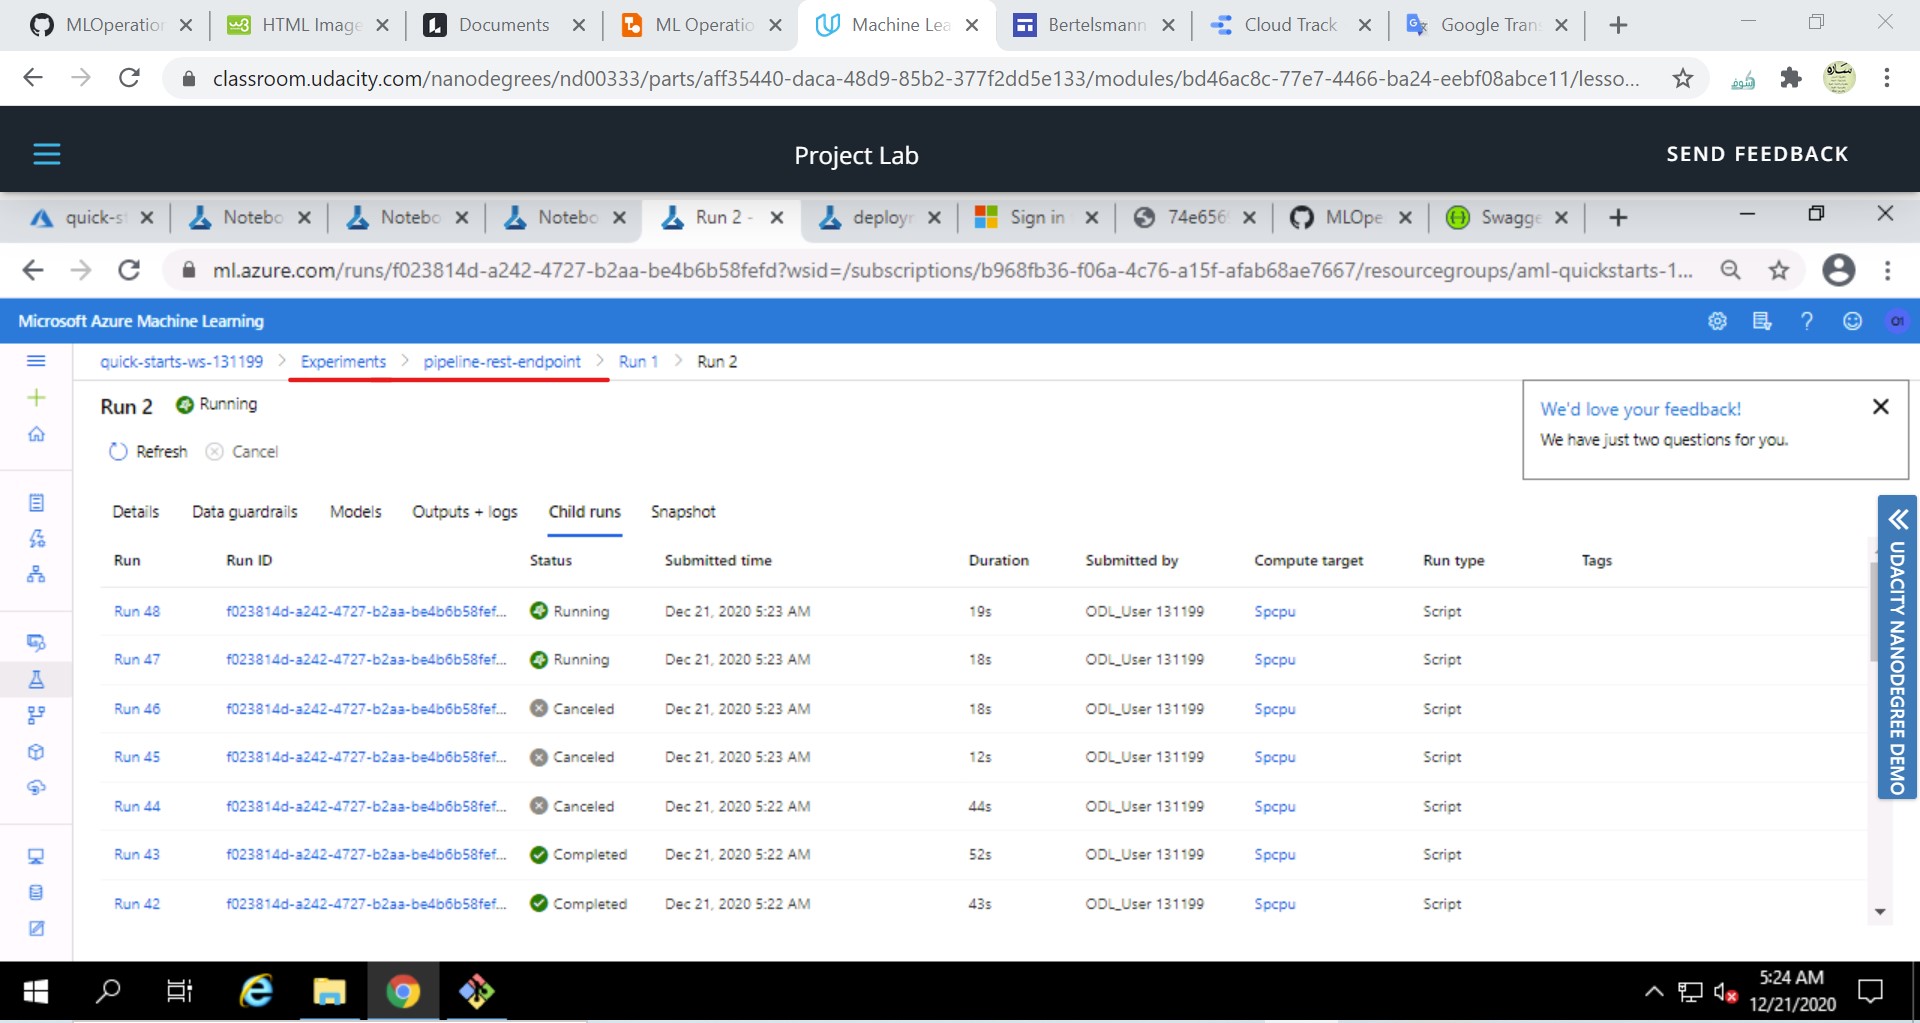 MLOperation
HTML Image
Documents
ML Operatio
Machine Lea
Bertelsmann
Cloud Track
Google Tran
classroom.udacity.com/nanodegrees/nd00333/parts/aff35440-daca-48d9-85b2-377f2dd5e133/modules/bd46ac8c-77e7-4466-ba24-eebf08abce11/lesso...
Project Lab
SEND FEEDBACK
quick-st
Notebo
Notebo
Notebo
Run 2 -
deployr
Sign in
74e656
MLOpe
Swagge
ml.azure.com/runs/f023814d-a242-4727-b2aa-be4b6b58fefd?wsid=/subscriptions/b968fb36-f06a-4c76-a15f-afab68ae7667/resourcegroups/aml-quickstarts-1...
Microsoft Azure Machine Learning
quick-starts-ws-131199 > Experiments > pipeline-rest-endpoint > Run 1 > Run 2
Run 2 Running
Refresh Cancel
We'd love your feedback!
We have just two questions for you.
Details Data guardrails Models Outputs + logs Child runs Snapshot
Run Run ID Status Submitted time Duration Submitted by Compute target Run type Tags
Run 48 f023814d-a242-4727-b2aa-be4b6b58fef... Running Dec 21, 2020 5:23 AM 19s ODL_User 131199 Spcpu Script
Run 47 f023814d-a242-4727-b2aa-be4b6b58fef... Running Dec 21, 2020 5:23 AM 18s ODL_User 131199 Spcpu Script
Run 46 f023814d-a242-4727-b2aa-be4b6b58fef... Canceled Dec 21, 2020 5:23 AM 18s ODL_User 131199 Spcpu Script
Run 45 f023814d-a242-4727-b2aa-be4b6b58fef... Canceled Dec 21, 2020 5:23 AM 12s ODL_User 131199 Spcpu Script
Run 44 f023814d-a242-4727-b2aa-be4b6b58fef... Canceled Dec 21, 2020 5:22 AM 44s ODL_User 131199 Spcpu Script
Run 43 f023814d-a242-4727-b2aa-be4b6b58fef... Completed Dec 21, 2020 5:22 AM 52s ODL_User 131199 Spcpu Script
Run 42 f023814d-a242-4727-b2aa-be4b6b58fef... Completed Dec 21, 2020 5:22 AM 43s ODL_User 131199 Spcpu Script
UDACITY NANODEGREE DEMO
5:24 AM
12/21/2020